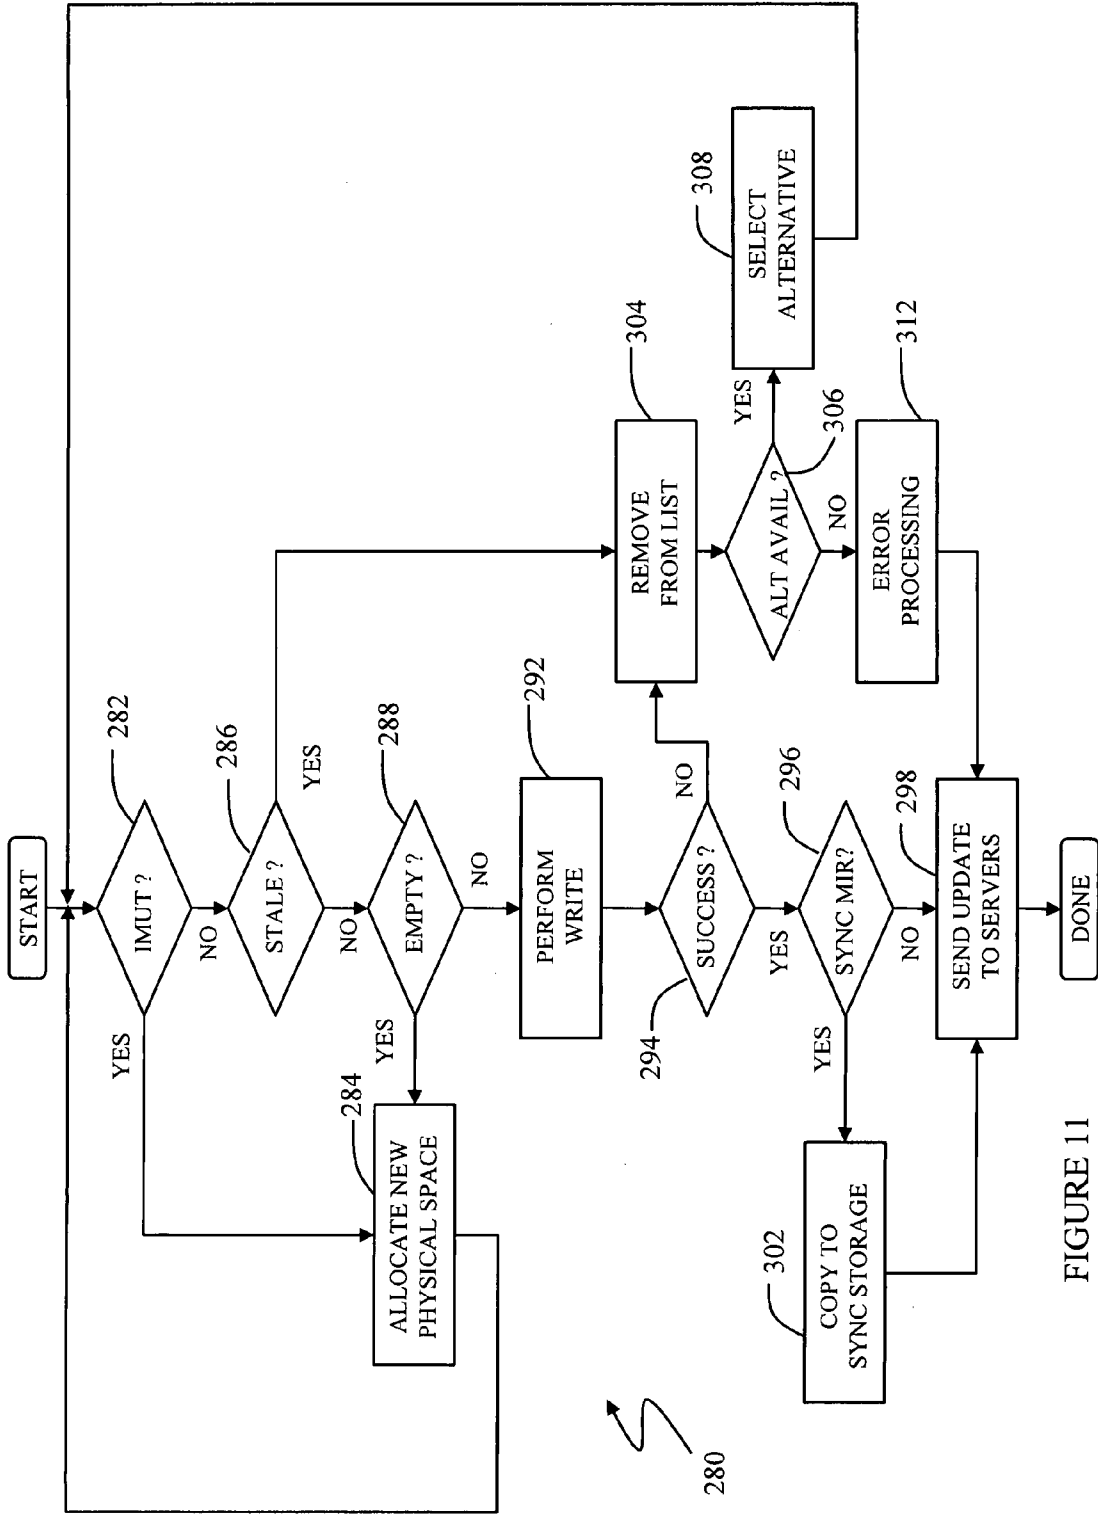 START
IMUT ?
282
YES
NO
STALE ?
286
YES
NO
EMPTY ?
288
YES
NO
ALLOCATE NEW
PHYSICAL SPACE
284
PERFORM
WRITE
292
SUCCESS ?
294
NO
YES
SYNC MIR?
296
YES
NO
COPY TO
SYNC STORAGE
302
SEND UPDATE
TO SERVERS
298
DONE
REMOVE
FROM LIST
304
ALT AVAIL ?
306
YES
NO
SELECT
ALTERNATIVE
308
ERROR
PROCESSING
312
280
FIGURE 11